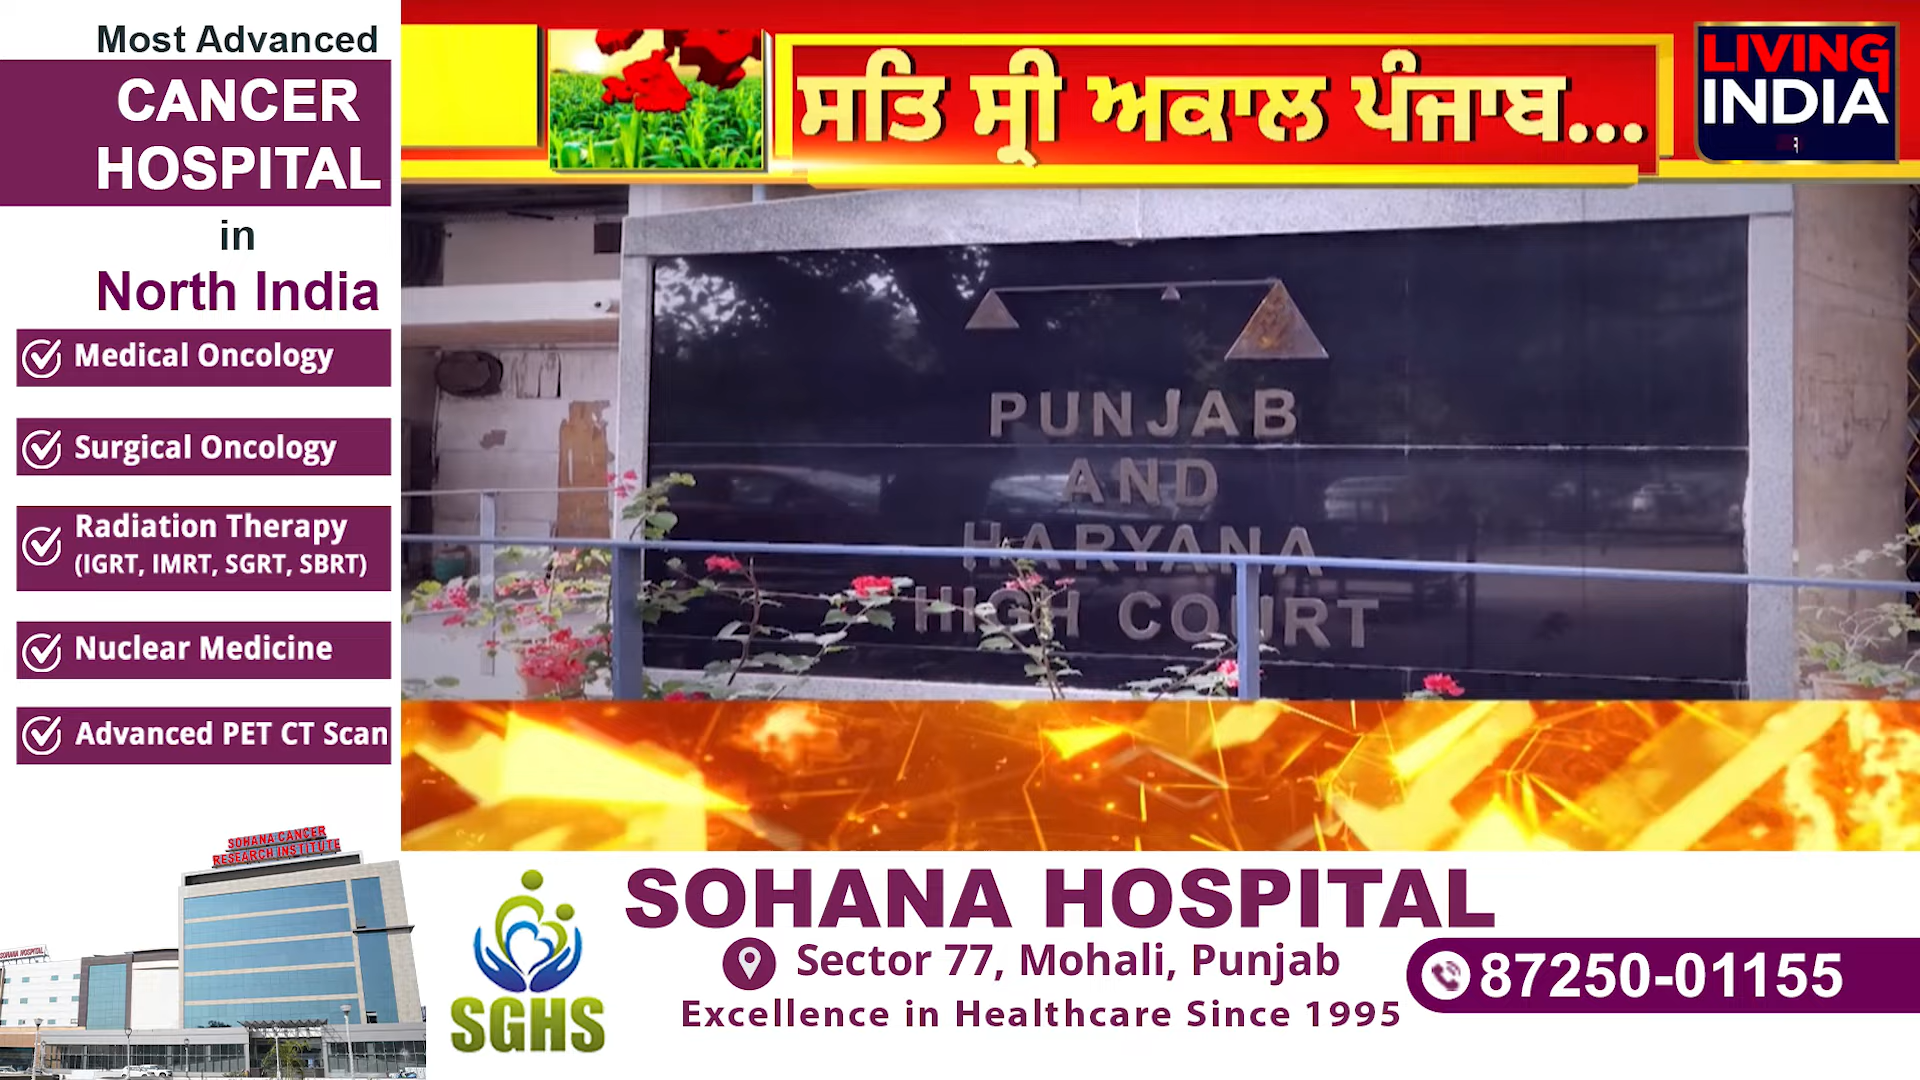 Most Advanced
CANCER
HOSPITAL
in
North India
Medical Oncology
Surgical Oncology
Radiation Therapy
(IGRT, IMRT, SGRT, SBRT)
Nuclear Medicine
Advanced PET CT Scan
SOHANA CANCER
RESEARCH INSTITUTE
SOHANA HOSPITAL
ਸਤਿ ਸ੍ਰੀ ਅਕਾਲ ਪੰਜਾਬ...
LIVING
INDIA
PUNJAB
AND
HARYANA
HIGH COURT
SGHS
SOHANA HOSPITAL
Sector 77, Mohali, Punjab
Excellence in Healthcare Since 1995
87250-01155